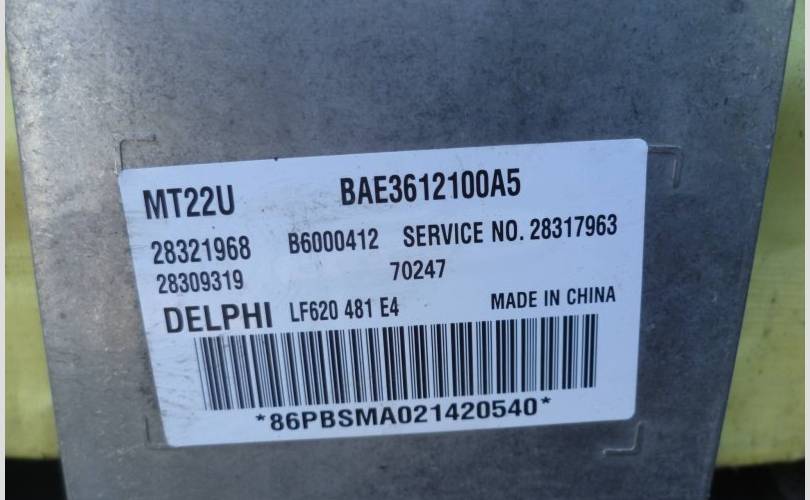 MT22U BAE3612100A5
28321968 B6000412 SERVICE NO. 28317963
28309319 70247
DELPHI LF620 481 E4 MADE IN CHINA
*86PBSMA021420540*